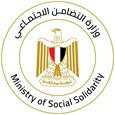 وزارة التضامن الاجتماعي
Ministry of Social Solidarity